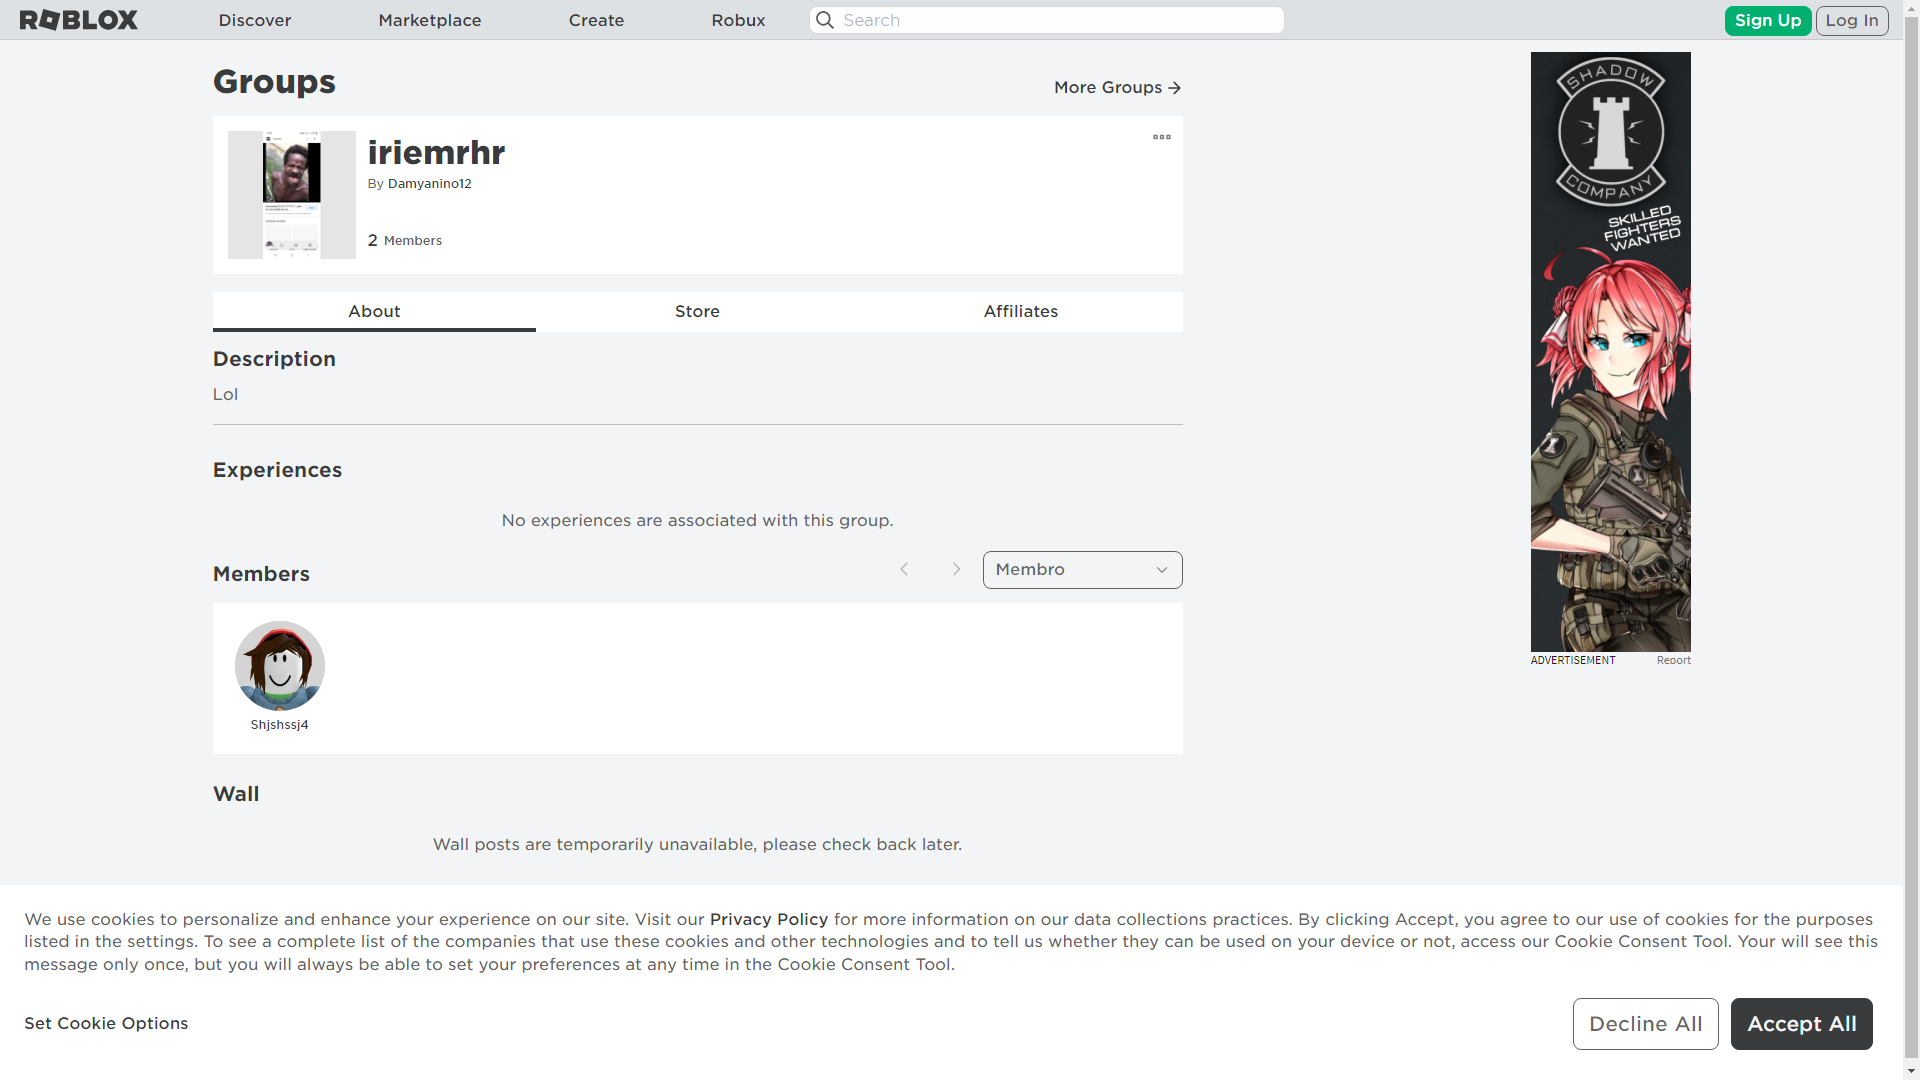 ROBLOX
Discover
Marketplace
Create
Robux
Search
Sign Up
Log In
Groups
More Groups
iriemrhr
By Damyanino12
2 Members
About
Store
Affiliates
Description
Lol
Experiences
No experiences are associated with this group.
Members
Membro
Shjshssj4
Wall
Wall posts are temporarily unavailable, please check back later.
SHADOW
COMPANY
SKILLED
FIGHTERS
WANTED
ADVERTISEMENT
Report
We use cookies to personalize and enhance your experience on our site. Visit our Privacy Policy for more information on our data collections practices. By clicking Accept, you agree to our use of cookies for the purposes
listed in the settings. To see a complete list of the companies that use these cookies and other technologies and to tell us whether they can be used on your device or not, access our Cookie Consent Tool. Your will see this
message only once, but you will always be able to set your preferences at any time in the Cookie Consent Tool.
Set Cookie Options
Decline All
Accept All